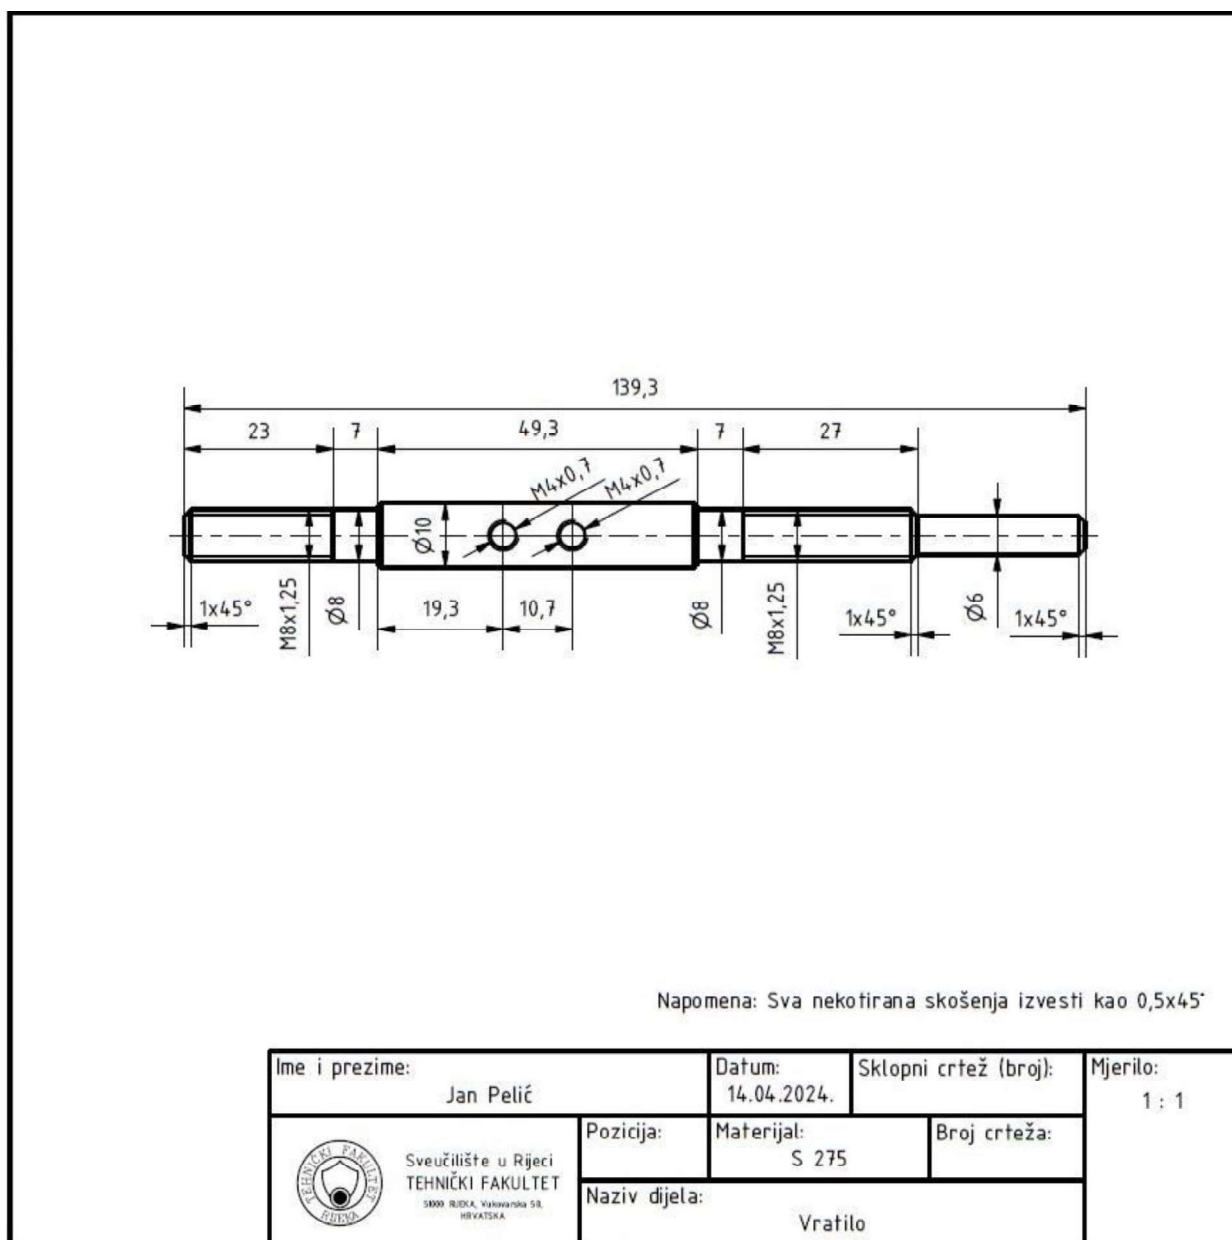 139,3
23
7
49,3
7
27
M4x0,7
M4x0,7
Ø10
1x45°
M8x1,25
Ø8
19,3
10,7
Ø8
M8x1,25
1x45°
Ø6
1x45°
Napomena: Sva nekotirana skošenja izvesti kao 0,5x45°
Ime i prezime:
Jan Pelić
Datum:
14.04.2024.
Sklopni crtež (broj):
Mjerilo:
1 : 1
TEHNIČKI FAKULTET
RIJEKA
Sveučilište u Rijeci
TEHNIČKI FAKULTET
51000 RIJEKA, Vukovarska 58,
HRVATSKA
Pozicija:
Materijal:
S 275
Broj crteža:
Naziv dijela:
Vratilo